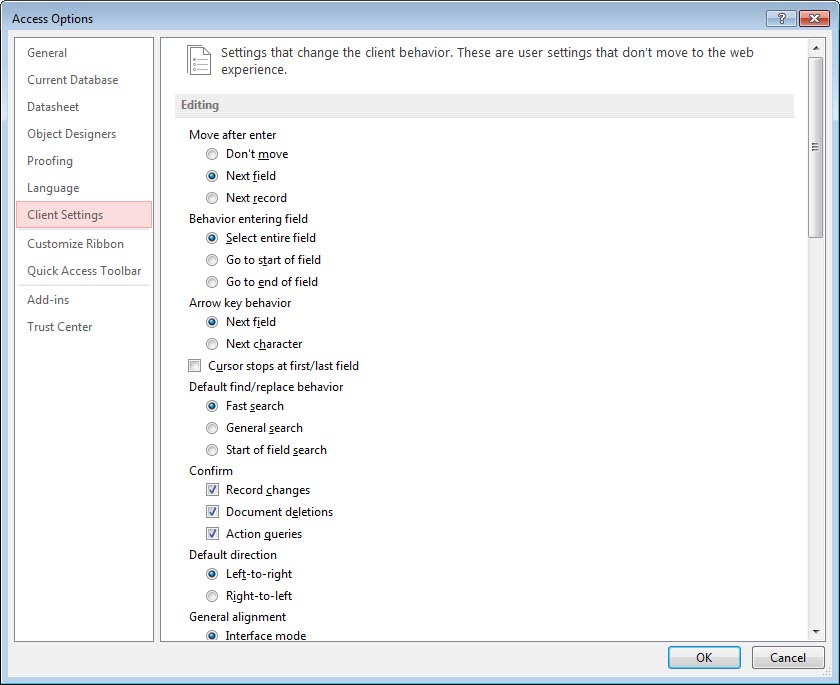 Access Options
General
Current Database
Datasheet
Object Designers
Proofing
Language
Client Settings
Customize Ribbon
Quick Access Toolbar
Add-ins
Trust Center
Settings that change the client behavior. These are user settings that don't move to the web
experience.
Editing
Move after enter
Don't move
Next field
Next record
Behavior entering field
Select entire field
Go to start of field
Go to end of field
Arrow key behavior
Next field
Next character
Cursor stops at first/last field
Default find/replace behavior
Fast search
General search
Start of field search
Confirm
Record changes
Document deletions
Action queries
Default direction
Left-to-right
Right-to-left
General alignment
Interface mode
OK
Cancel